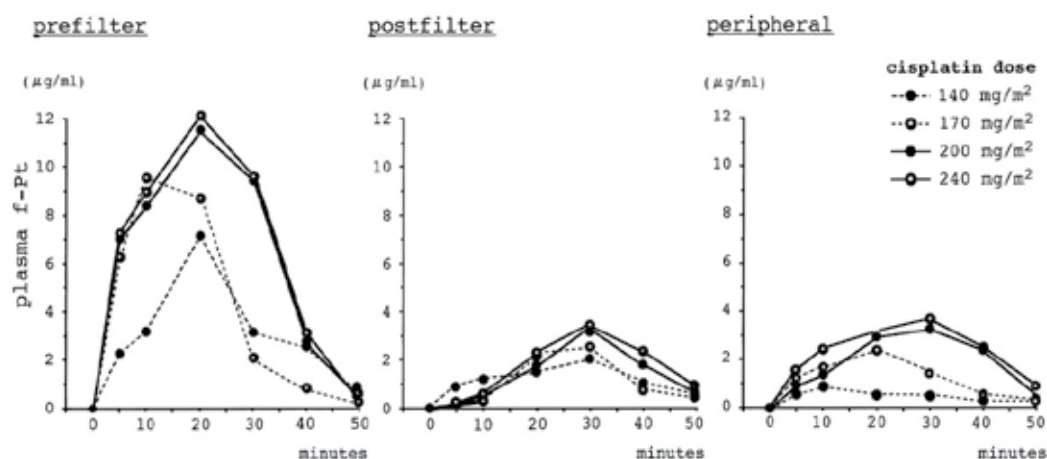 prefilter
postfilter
peripheral
(μg/ml)
(μg/ml)
(μg/ml)
cisplatin dose
140 mg/m²
170 mg/m²
200 mg/m²
240 mg/m²
plasma f-Pt
12
10
8
6
4
2
0
0 10 20 30 40 50
minutes
12
10
8
6
4
2
0
0 10 20 30 40 50
minutes
12
10
8
6
4
2
0
0 10 20 30 40 50
minutes